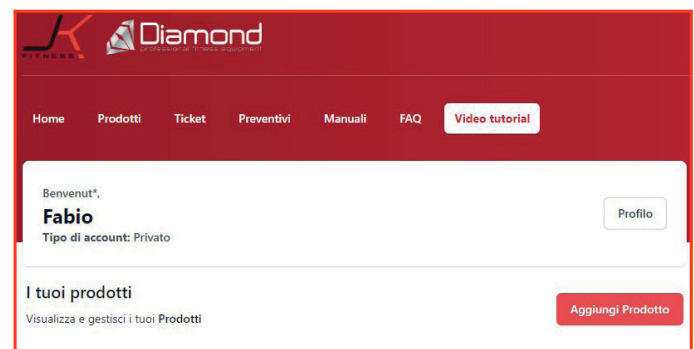 JK
FITNESS
Diamond
professional fitness equipment
Home Prodotti Ticket Preventivi Manuali FAQ Video tutorial
Benvenut*,
Fabio
Tipo di account: Privato
Profilo
I tuoi prodotti
Visualizza e gestisci i tuoi Prodotti
Aggiungi Prodotto